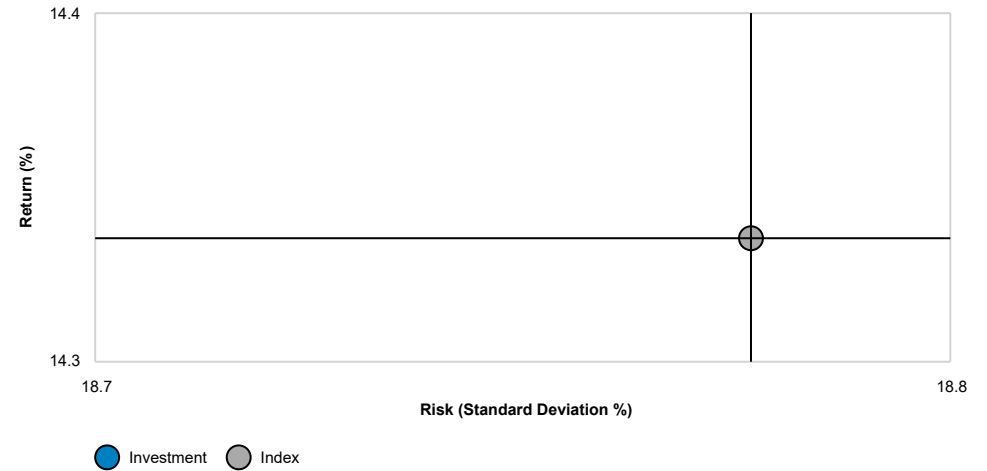 14.4
Return (%)
14.3
18.7
18.8
Risk (Standard Deviation %)
Investment
Index